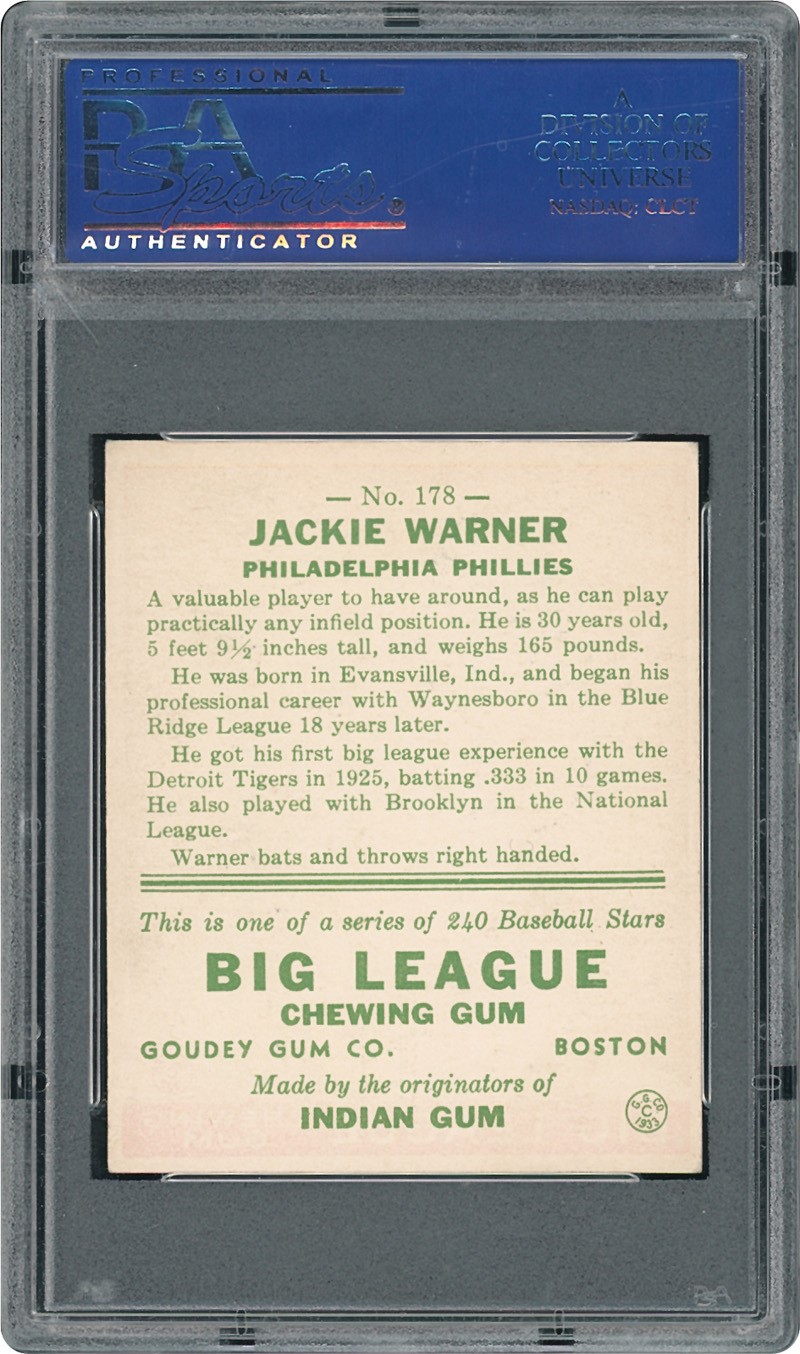 PROFESSIONAL
PSA
Sports®
AUTHENTICATOR
A
DIVISION OF
COLLECTORS
UNIVERSE
NASDAQ: CLCT
— No. 178 —
JACKIE WARNER
PHILADELPHIA PHILLIES
A valuable player to have around, as he can play
practically any infield position. He is 30 years old,
5 feet 9½ inches tall, and weighs 165 pounds.
He was born in Evansville, Ind., and began his
professional career with Waynesboro in the Blue
Ridge League 18 years later.
He got his first big league experience with the
Detroit Tigers in 1925, batting .333 in 10 games.
He also played with Brooklyn in the National
League.
Warner bats and throws right handed.
This is one of a series of 240 Baseball Stars
BIG LEAGUE
CHEWING GUM
GOUDEY GUM CO. BOSTON
Made by the originators of
INDIAN GUM
G. G. CO.
C
1933
PSA